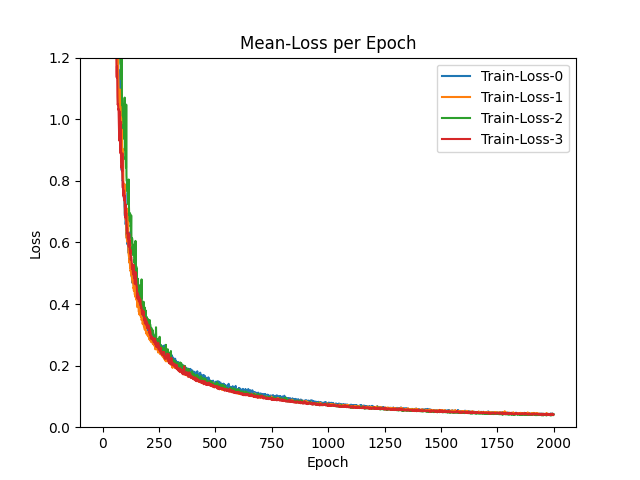 Mean-Loss per Epoch
Train-Loss-0
Train-Loss-1
Train-Loss-2
Train-Loss-3
Loss
1.2
1.0
0.8
0.6
0.4
0.2
0.0
0 250 500 750 1000 1250 1500 1750 2000
Epoch